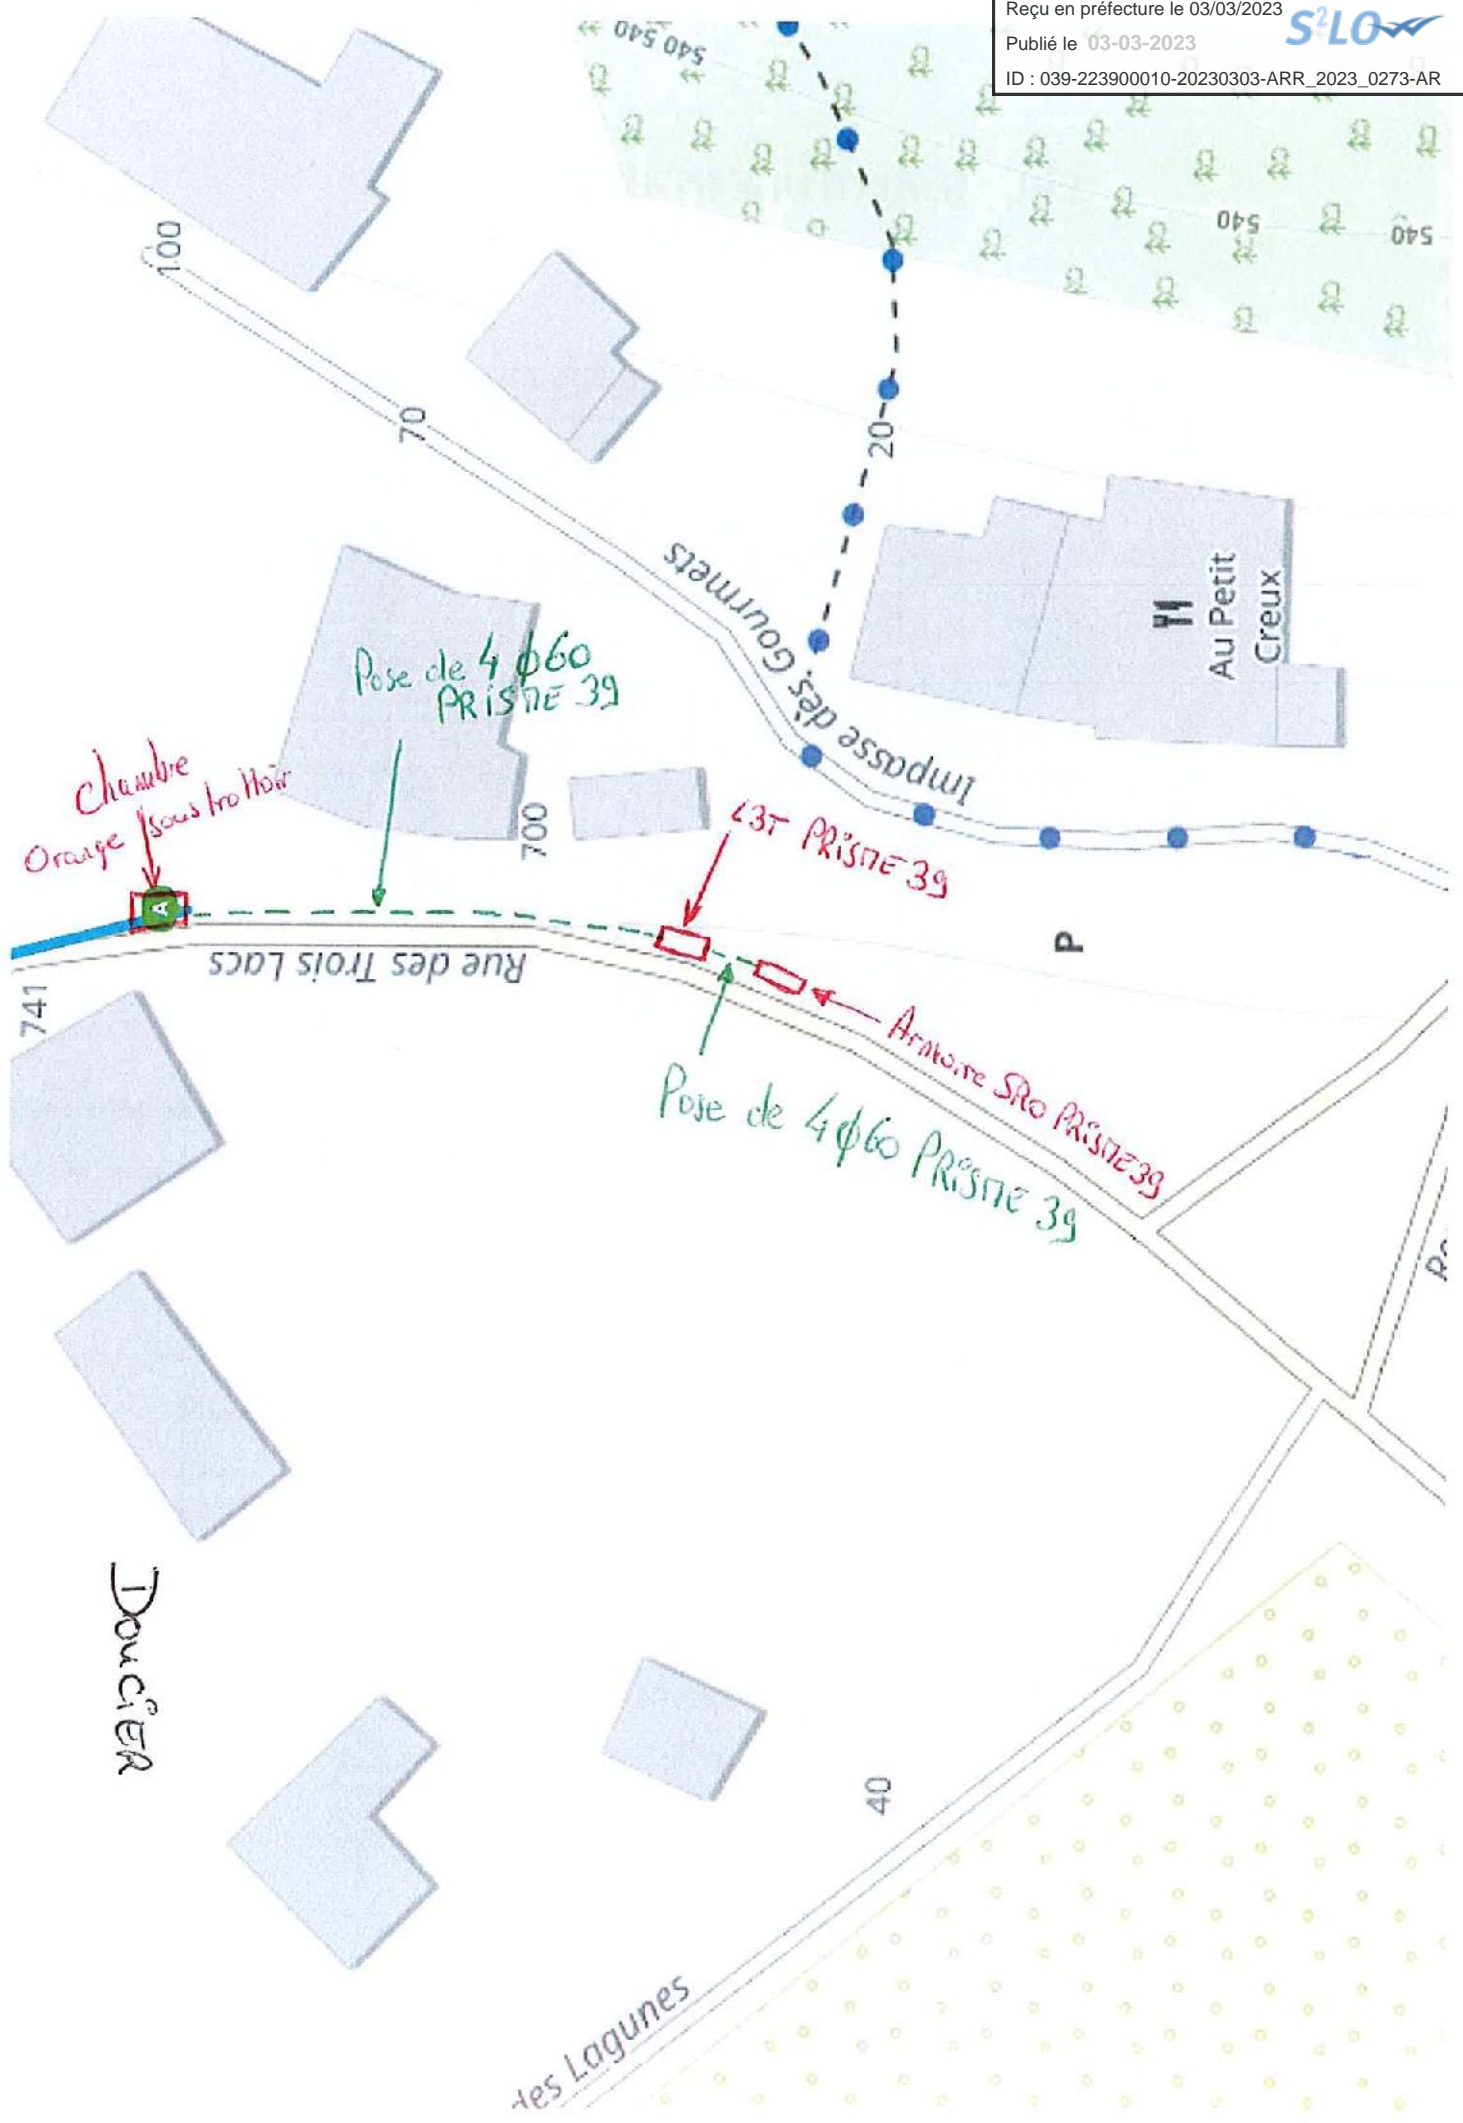 Reçu en préfecture le 03/03/2023
Publié le 03-03-2023
S²LO
ID : 039-223900010-20230303-ARR_2023_0273-AR
540 540
540
540
100
70
20
Impasse des Gourmets
Au Petit
Creux
Pose de 4 ϕ60
PRISME 39
Chambre
Orange sous trottoir
700
L3T PRISME 39
A
Rue des Trois Lacs
741
P
Armoire SRO PRISME 39
Pose de 4 ϕ60 PRISME 39
DOUCIER
40
des Lagunes